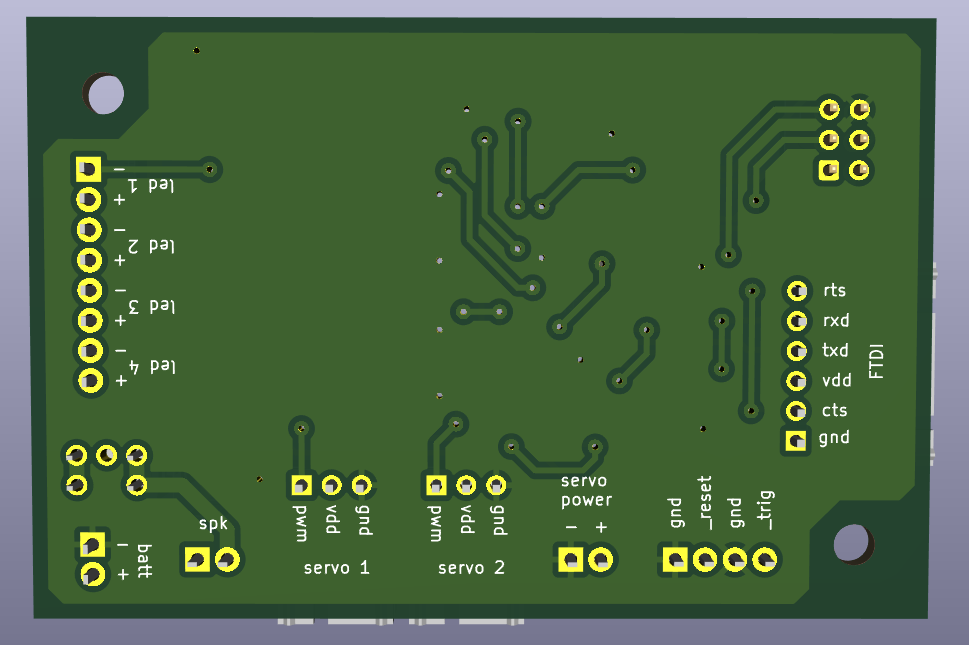 −
led 1
+
−
led 2
+
−
led 3
+
−
led 4
+
rts
rxd
txd
vdd
cts
gnd
FTDI
spk
−
+
batt
pwm
vdd
gnd
servo 1
pwm
vdd
gnd
servo 2
servo
power
−
+
gnd
_reset
gnd
_trig